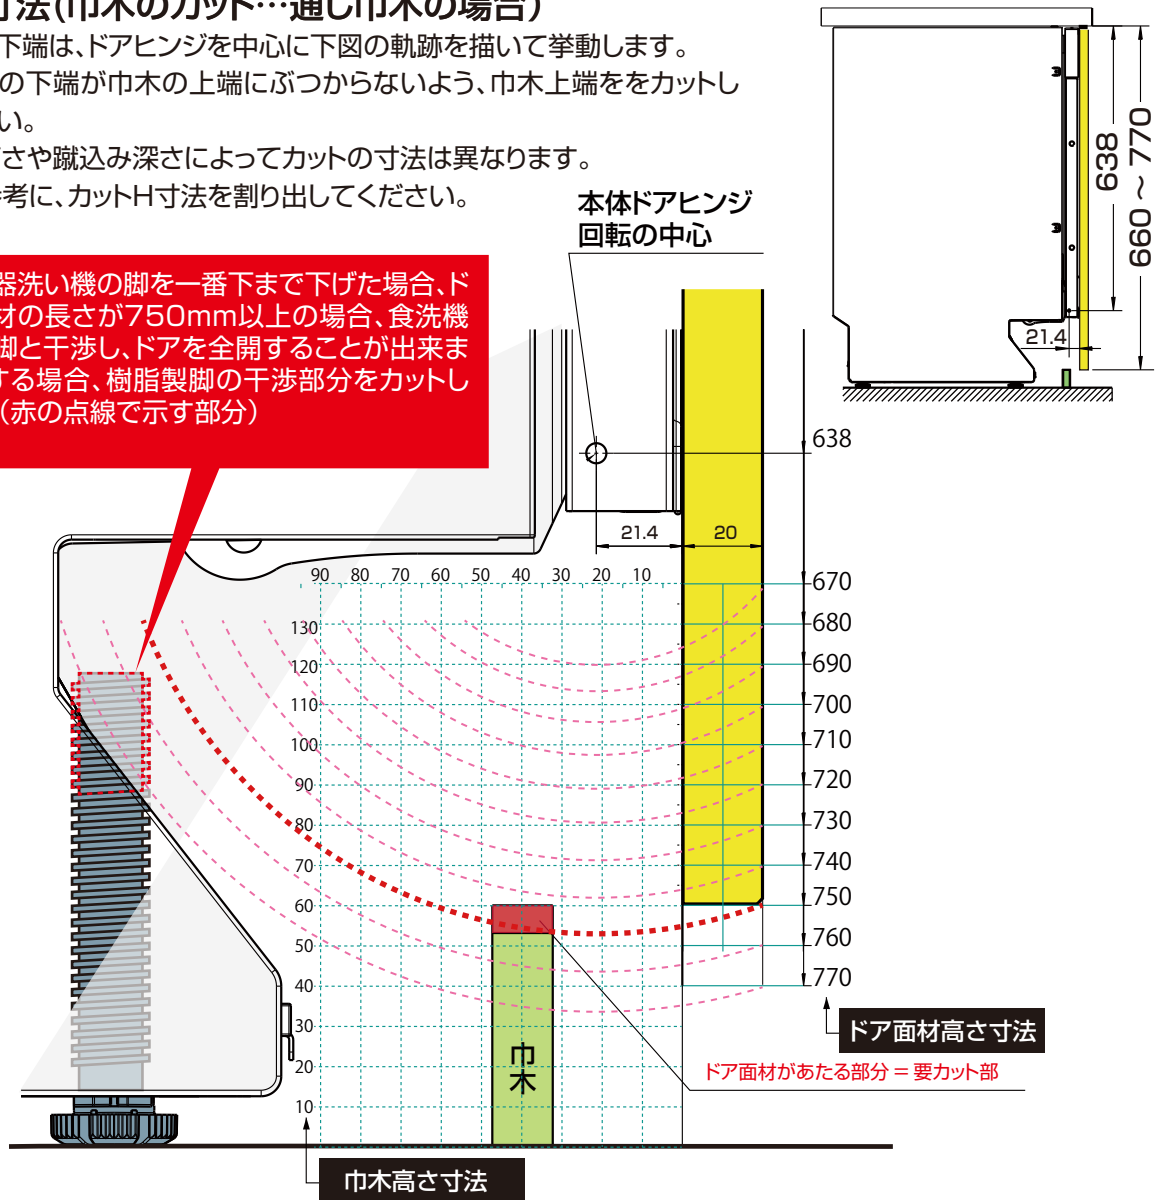 寸法(巾木のカット…通し巾木の場合)
下端は、ドアヒンジを中心に下図の軌跡を描いて挙動します。
の下端が巾木の上端にぶつからないよう、巾木上端ををカットし
い。
さや蹴込み深さによってカットの寸法は異なります。
参考に、カットH寸法を割り出してください。
638
660～770
21.4
本体ドアヒンジ
回転の中心
器洗い機の脚を一番下まで下げた場合、ド
材の長さが750mm以上の場合、食洗機
脚と干渉し、ドアを全開することが出来ま
する場合、樹脂製脚の干渉部分をカットし
(赤の点線で示す部分)
638
21.4
20
90 80 70 60 50 40 30 20 10
670
680
690
700
710
720
730
740
750
760
770
130
120
110
100
90
80
70
60
50
40
30
20
10
巾木
ドア面材高さ寸法
ドア面材があたる部分 = 要カット部
巾木高さ寸法